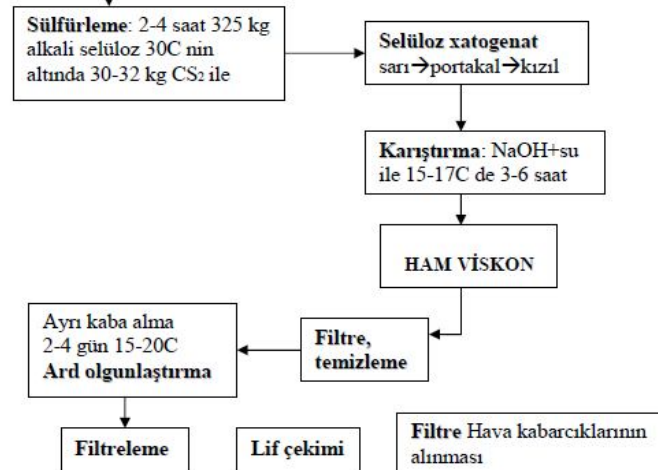 Sülfürleme: 2-4 saat 325 kg
alkali selüloz 30C nin
altında 30-32 kg CS₂ ile
Selüloz xatogenat
sarı→portakal→kızıl
Karıştırma: NaOH+su
ile 15-17C de 3-6 saat
HAM VİSKON
Filtre,
temizleme
Ayrı kaba alma
2-4 gün 15-20C
Ard olgunlaştırma
Filtreleme
Lif çekimi
Filtre Hava kabarcıklarının
alınması